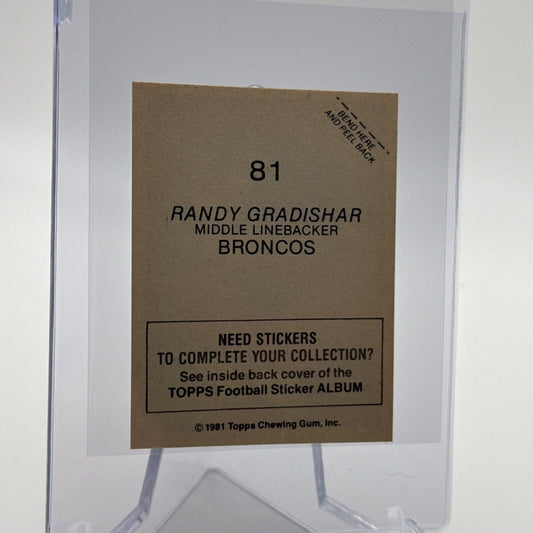 BEND HERE
AND PEEL BACK
81
RANDY GRADISHAR
MIDDLE LINEBACKER
BRONCOS
NEED STICKERS
TO COMPLETE YOUR COLLECTION?
See inside back cover of the
TOPPS Football Sticker ALBUM
© 1981 Topps Chewing Gum, Inc.